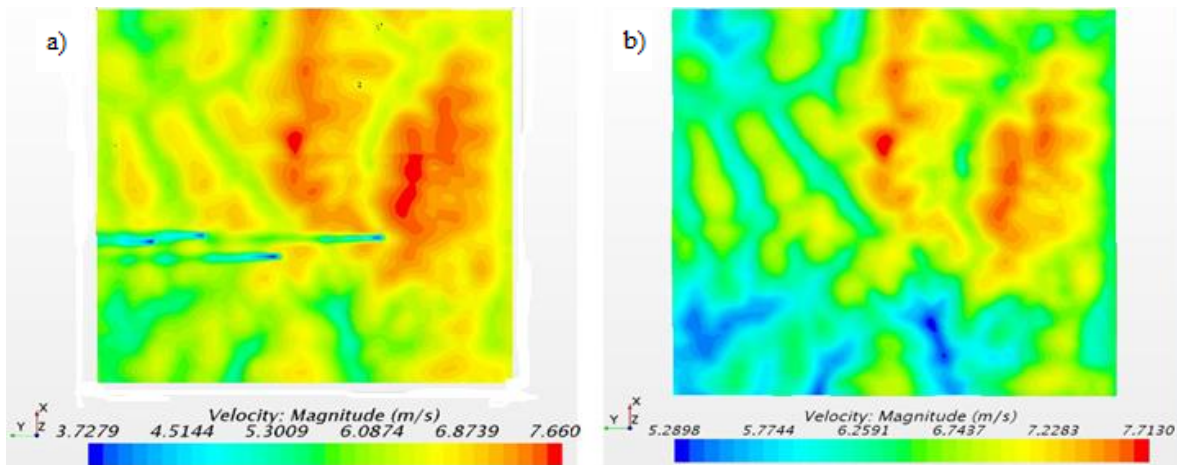 a)
X
Y
Z
Velocity: Magnitude (m/s)
3.7279 4.5144 5.3009 6.0874 6.8739 7.660
b)
X
Y
Z
Velocity: Magnitude (m/s)
5.2898 5.7744 6.2591 6.7437 7.2283 7.7130